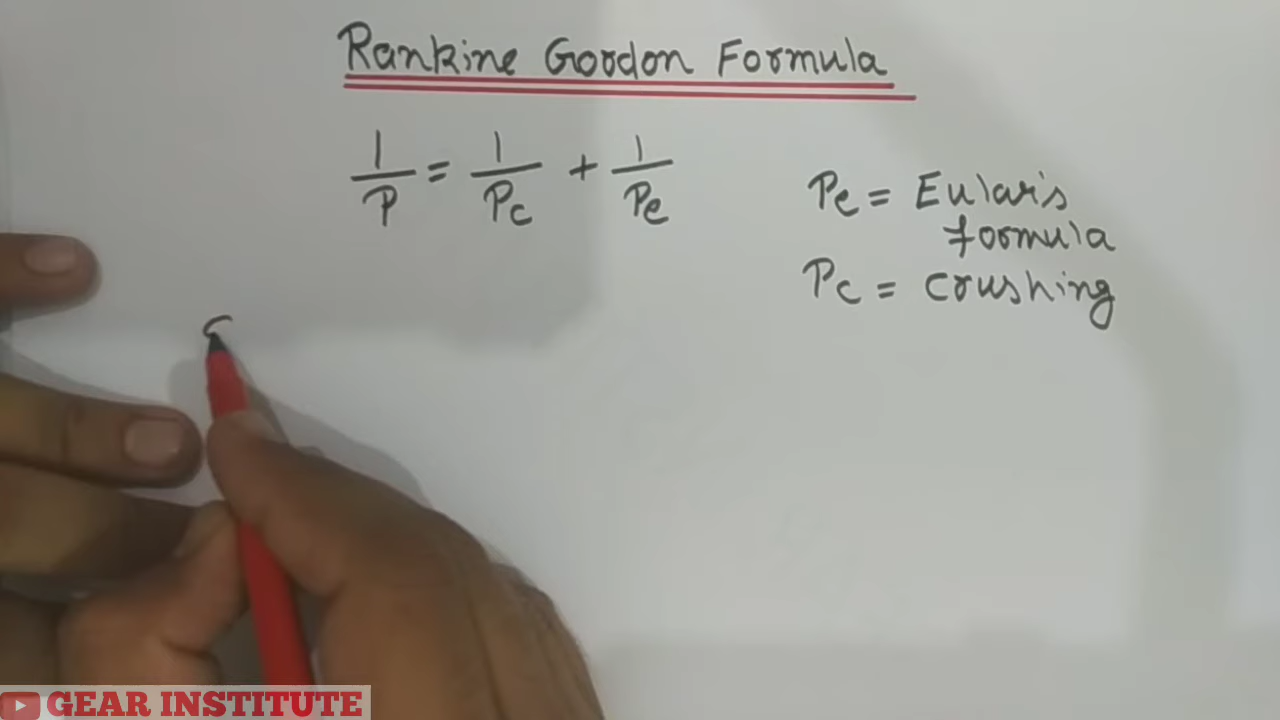 Rankine Gordon Formula
1/P = 1/Pc + 1/Pe
Pe = Eular's
formula
Pc = crushing
GEAR INSTITUTE